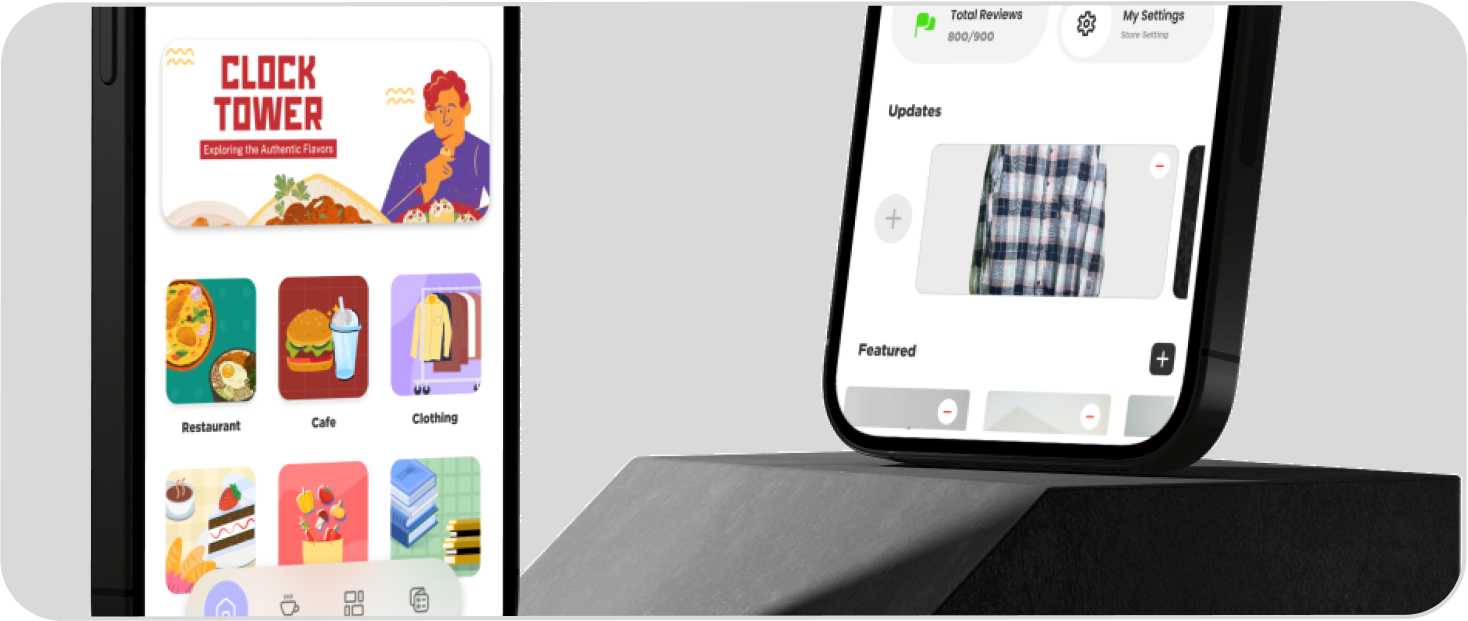 CLOCK
TOWER
Exploring the Authentic Flavors
Restaurant
Cafe
Clothing
Total Reviews
800/900
My Settings
Store Setting
Updates
Featured